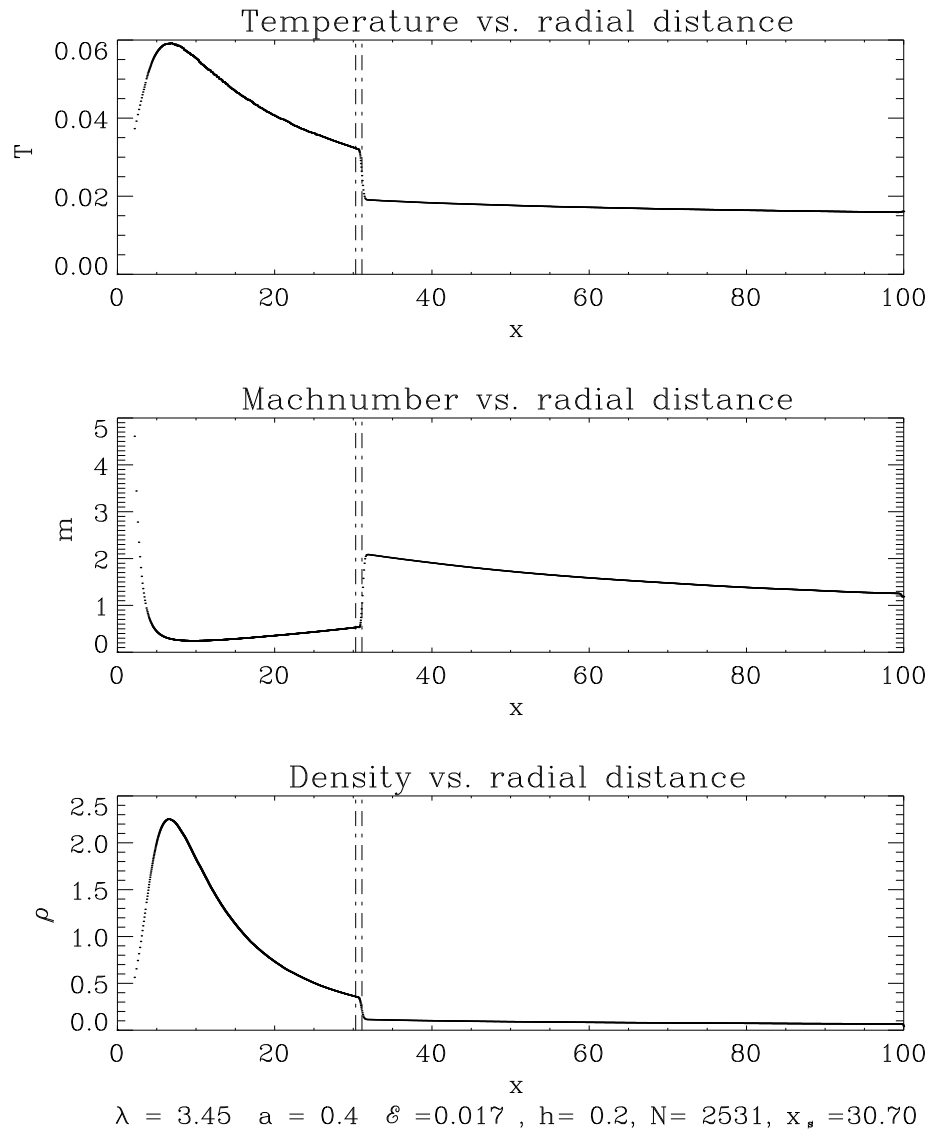 Temperature vs. radial distance
0.06
0.04
0.02
0.00
T
0 20 40 60 80 100
x
Machnumber vs. radial distance
5
4
3
2
1
0
m
0 20 40 60 80 100
x
Density vs. radial distance
2.5
2.0
1.5
1.0
0.5
0.0
ρ
0 20 40 60 80 100
x
λ = 3.45 a = 0.4 ℰ =0.017 , h= 0.2, N= 2531, xₛ =30.70